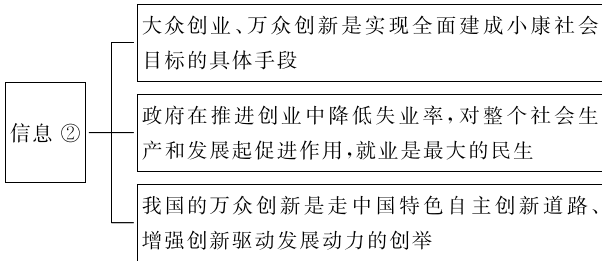 大众创业、万众创新是实现全面建成小康社会
目标的具体手段
信息 ②
政府在推进创业中降低失业率,对整个社会生
产和发展起促进作用,就业是最大的民生
我国的万众创新是走中国特色自主创新道路、
增强创新驱动发展动力的创举